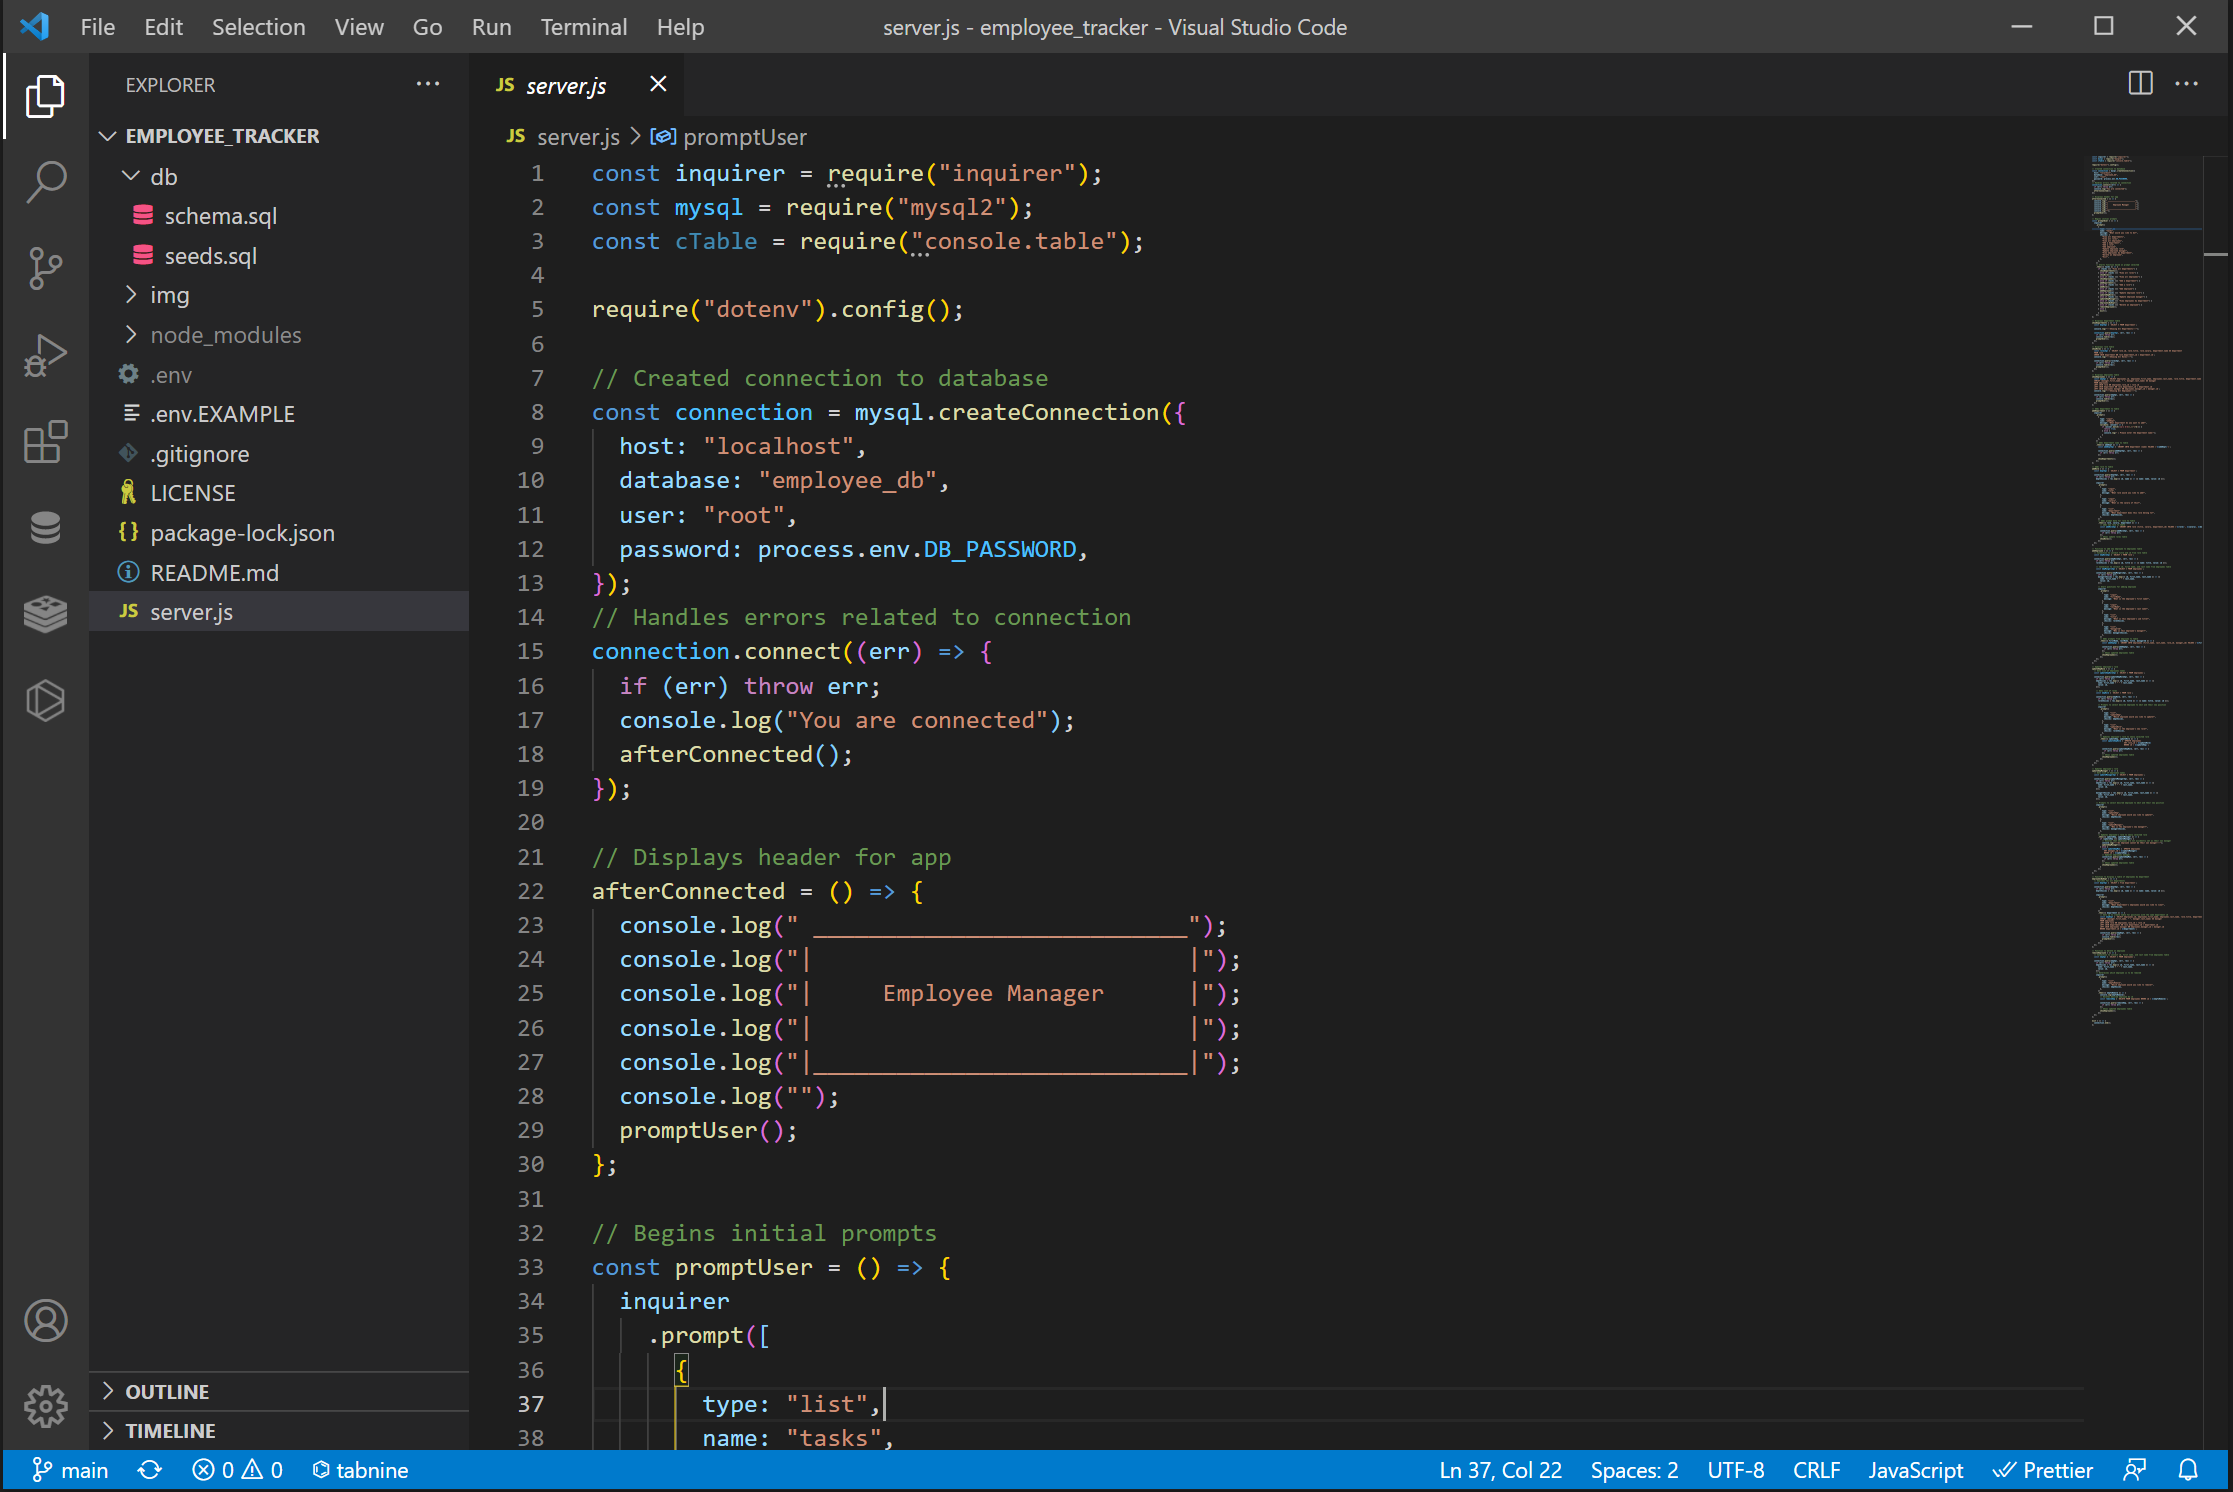 File Edit Selection View Go Run Terminal Help server.js - employee_tracker - Visual Studio Code
EXPLORER
EMPLOYEE_TRACKER
db
schema.sql
seeds.sql
img
node_modules
.env
.env.EXAMPLE
.gitignore
LICENSE
package-lock.json
README.md
JS server.js
OUTLINE
TIMELINE
JS server.js
JS server.js > promptUser
1 const inquirer = require("inquirer");
2 const mysql = require("mysql2");
3 const cTable = require("console.table");
4
5 require("dotenv").config();
6
7 // Created connection to database
8 const connection = mysql.createConnection({
9   host: "localhost",
10   database: "employee_db",
11   user: "root",
12   password: process.env.DB_PASSWORD,
13 });
14 // Handles errors related to connection
15 connection.connect((err) => {
16   if (err) throw err;
17   console.log("You are connected");
18   afterConnected();
19 });
20
21 // Displays header for app
22 afterConnected = () => {
23   console.log(" ___________________________");
24   console.log("|                           |");
25   console.log("|     Employee Manager      |");
26   console.log("|                           |");
27   console.log("|___________________________|");
28   console.log("");
29   promptUser();
30 };
31
32 // Begins initial prompts
33 const promptUser = () => {
34   inquirer
35     .prompt([
36       {
37         type: "list",
38         name: "tasks",
main 0 0 tabnine Ln 37, Col 22 Spaces: 2 UTF-8 CRLF JavaScript Prettier